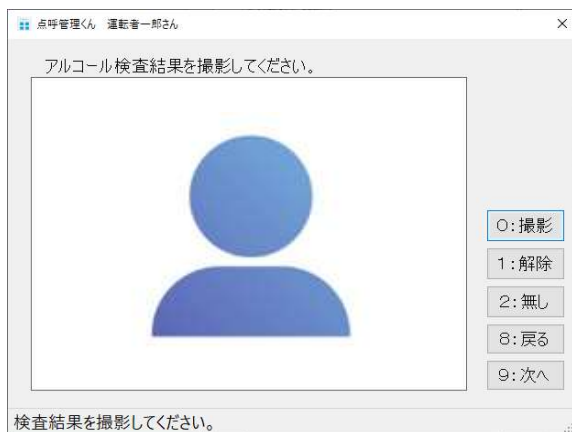 点呼管理くん 運転者一郎さん
アルコール検査結果を撮影してください。
0:撮影
1:解除
2:無し
8:戻る
9:次へ
検査結果を撮影してください。